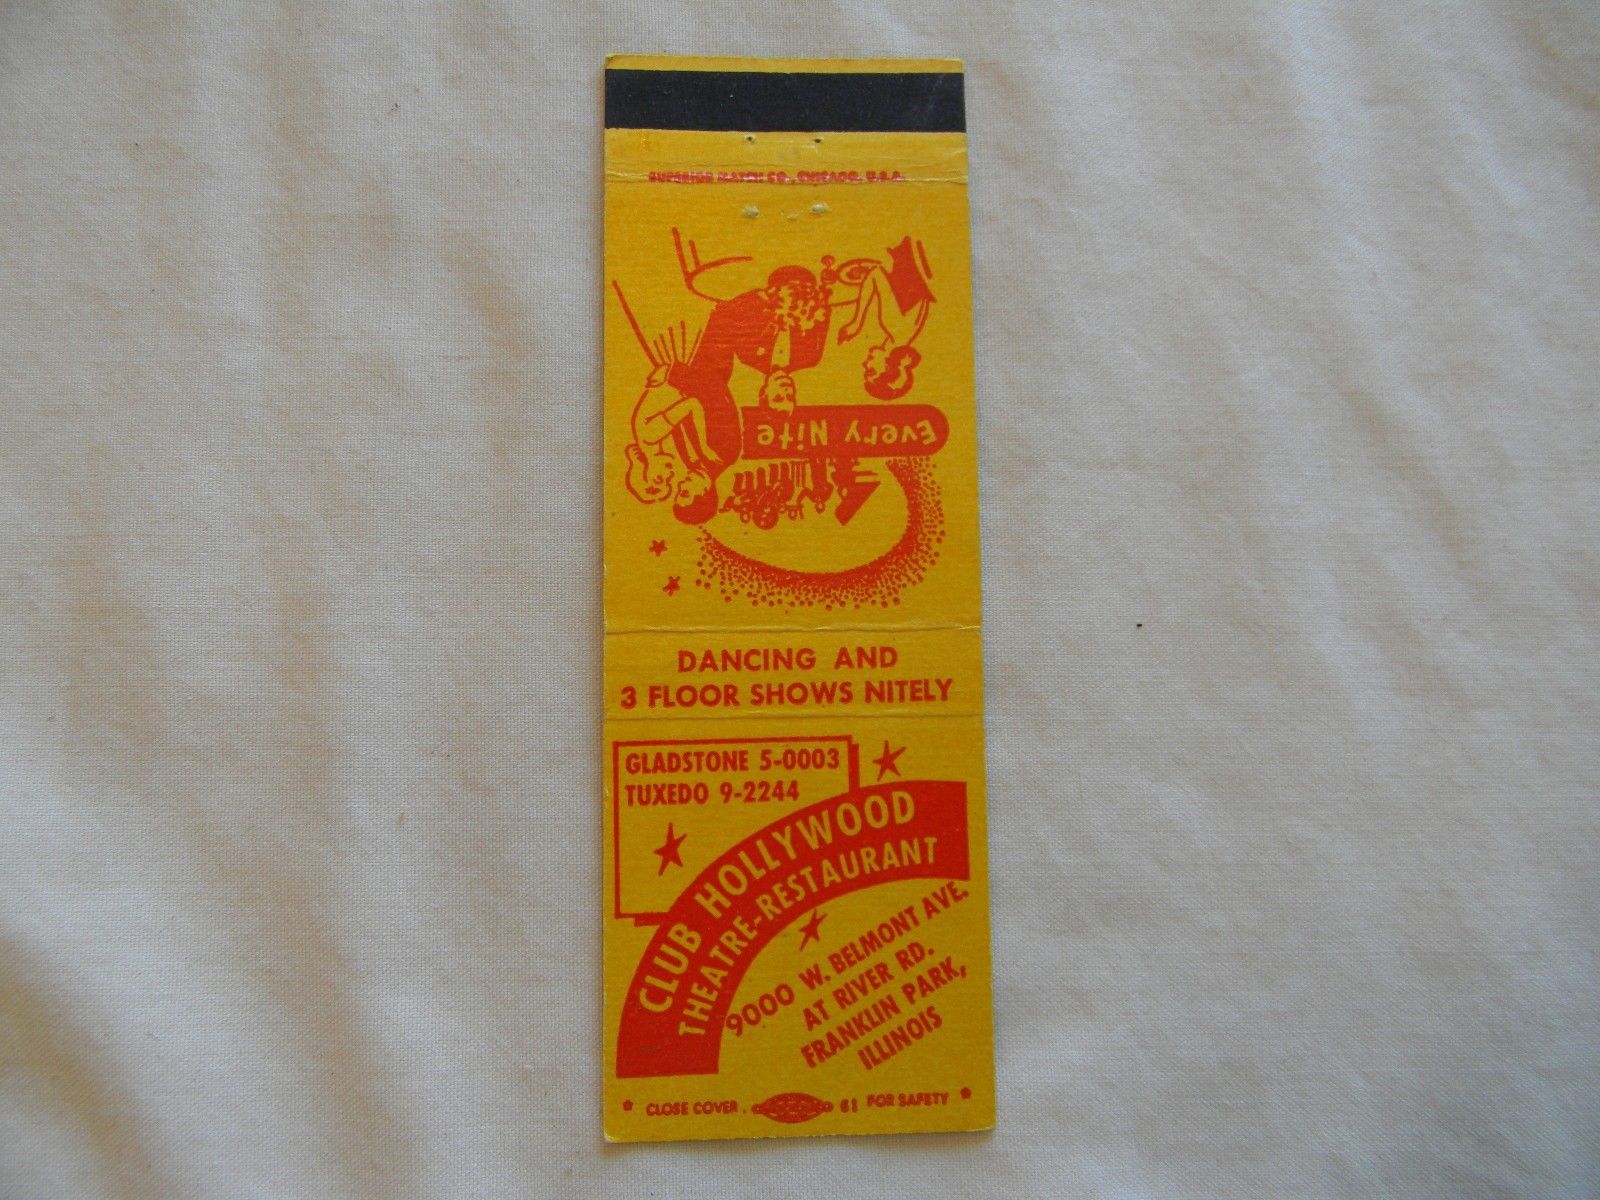 SUPERIOR MATCH CO., CHICAGO, U.S.A.
Every Nite
DANCING AND
3 FLOOR SHOWS NITELY
GLADSTONE 5-0003
TUXEDO 9-2244
CLUB HOLLYWOOD
THEATRE-RESTAURANT
9000 W. BELMONT AVE.
AT RIVER RD.
FRANKLIN PARK,
ILLINOIS
* CLOSE COVER 61 FOR SAFETY *